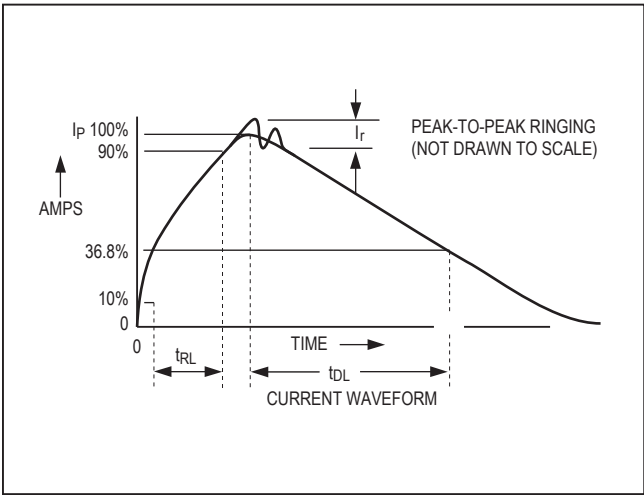 IP 100%
90%
AMPS
36.8%
10%
0
0
tRL
TIME
tDL
CURRENT WAVEFORM
Ir
PEAK-TO-PEAK RINGING
(NOT DRAWN TO SCALE)